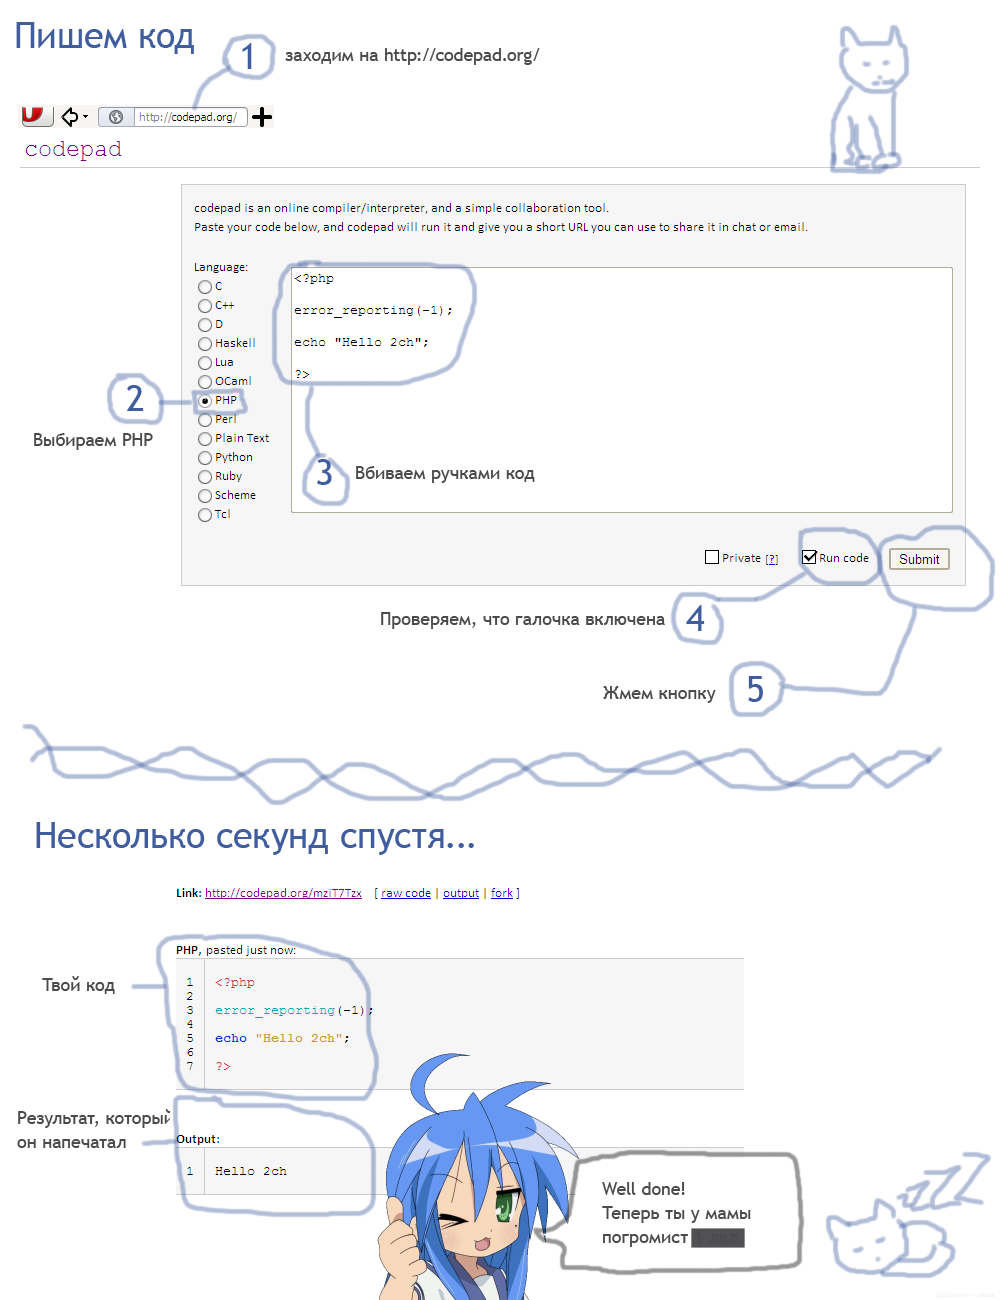 Пишем код
1
заходим на http://codepad.org/
http://codepad.org/
codepad
codepad is an online compiler/interpreter, and a simple collaboration tool.
Paste your code below, and codepad will run it and give you a short URL you can use to share it in chat or email.
Language:
C
C++
D
Haskell
Lua
OCaml
PHP
Perl
Plain Text
Python
Ruby
Scheme
Tcl
<?php
error_reporting(-1);
echo "Hello 2ch";
?>
2
Выбираем PHP
3
Вбиваем ручками код
Private [?]
Run code
Submit
Проверяем, что галочка включена
4
Жмем кнопку
5
Несколько секунд спустя...
Link: http://codepad.org/mziT7Tzx [ raw code | output | fork ]
PHP, pasted just now:
Твой код
1 <?php
2
3 error_reporting(-1);
4
5 echo "Hello 2ch";
6
7 ?>
Результат, который
он напечатал
Output:
1 Hello 2ch
Well done!
Теперь ты у мамы
погромист
zzZZ